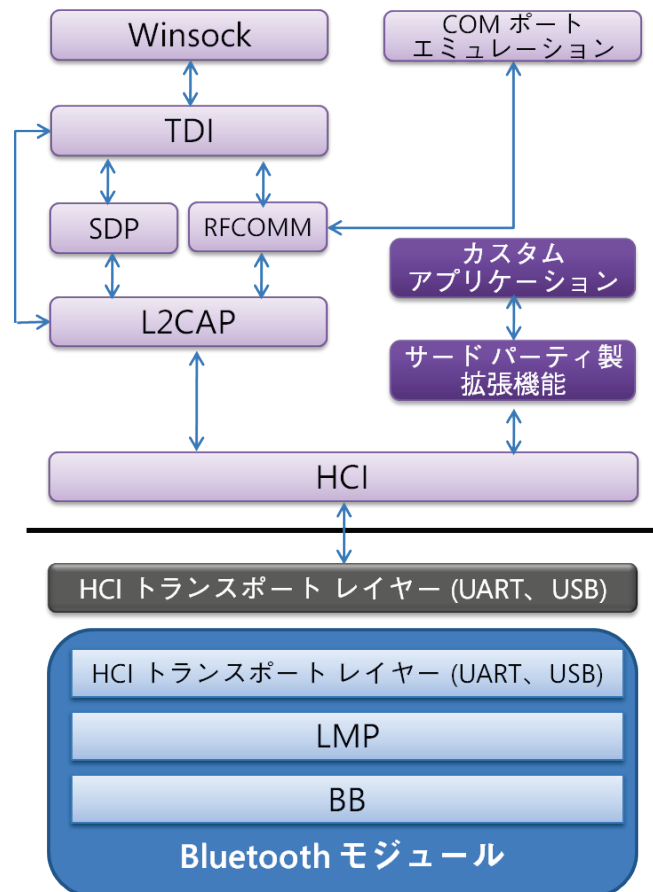 Winsock
COM ポート
エミュレーション
TDI
SDP
RFCOMM
カスタム
アプリケーション
L2CAP
サード パーティ製
拡張機能
HCI
HCI トランスポート レイヤー (UART、USB)
HCI トランスポート レイヤー (UART、USB)
LMP
BB
Bluetooth モジュール